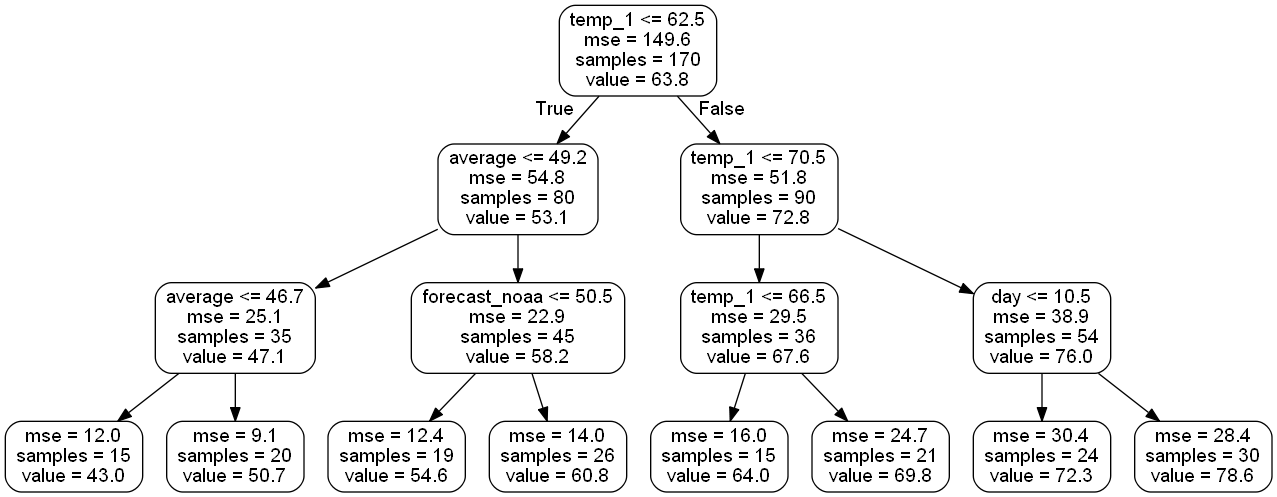 temp_1 <= 62.5
mse = 149.6
samples = 170
value = 63.8
True
False
average <= 49.2
mse = 54.8
samples = 80
value = 53.1
temp_1 <= 70.5
mse = 51.8
samples = 90
value = 72.8
average <= 46.7
mse = 25.1
samples = 35
value = 47.1
forecast_noaa <= 50.5
mse = 22.9
samples = 45
value = 58.2
temp_1 <= 66.5
mse = 29.5
samples = 36
value = 67.6
day <= 10.5
mse = 38.9
samples = 54
value = 76.0
mse = 12.0
samples = 15
value = 43.0
mse = 9.1
samples = 20
value = 50.7
mse = 12.4
samples = 19
value = 54.6
mse = 14.0
samples = 26
value = 60.8
mse = 16.0
samples = 15
value = 64.0
mse = 24.7
samples = 21
value = 69.8
mse = 30.4
samples = 24
value = 72.3
mse = 28.4
samples = 30
value = 78.6